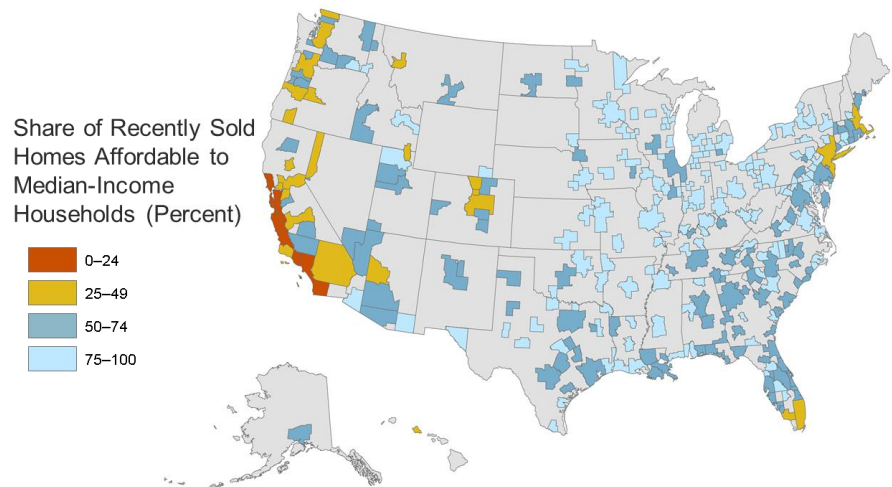 Share of Recently Sold
Homes Affordable to
Median-Income
Households (Percent)
0–24
25–49
50–74
75–100